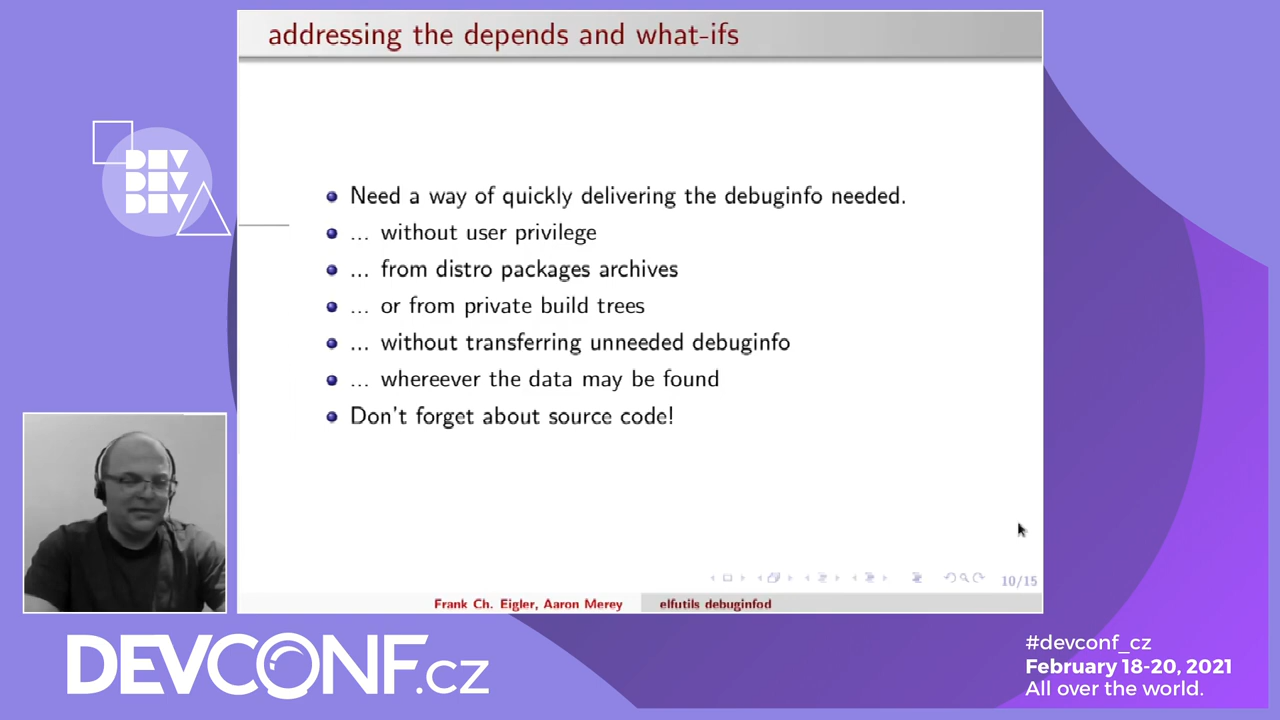 addressing the depends and what-ifs
DEV
DEV
DEV
Need a way of quickly delivering the debuginfo needed.
... without user privilege
... from distro packages archives
... or from private build trees
... without transferring unneeded debuginfo
... whereever the data may be found
Don't forget about source code!
10/15
Frank Ch. Eigler, Aaron Merey
elfutils debuginfod
DEVCONF.cz
#devconf_cz
February 18-20, 2021
All over the world.